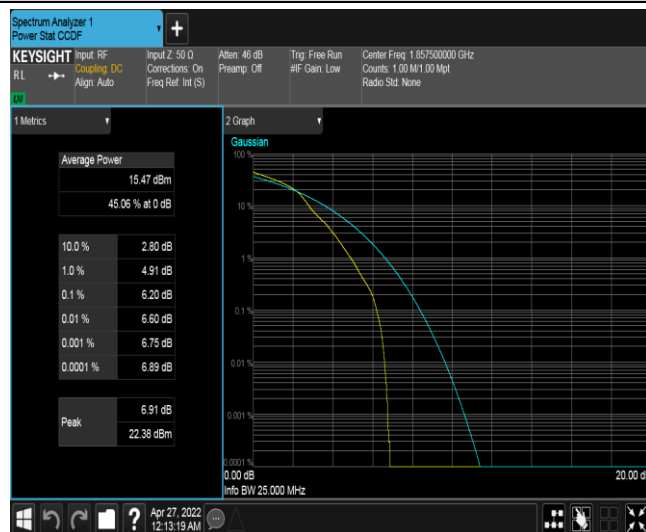 Spectrum Analyzer 1
Power Stat CCDF
+
KEYSIGHT
RL
LM
Input: RF
Coupling: DC
Align: Auto
Input Z: 50 Ω
Corrections: On
Freq Ref: Int (S)
Atten: 46 dB
Preamp: Off
Trig: Free Run
#IF Gain: Low
Center Freq: 1.857500000 GHz
Counts: 1.00 M/1.00 Mpt
Radio Std: None
1 Metrics
Average Power
15.47 dBm
45.06 % at 0 dB
10.0 % 2.80 dB
1.0 % 4.91 dB
0.1 % 6.20 dB
0.01 % 6.60 dB
0.001 % 6.75 dB
0.0001 % 6.89 dB
Peak
6.91 dB
22.38 dBm
2 Graph
Gaussian
100 %
10 %
1 %
0.1 %
0.01 %
0.001 %
0.0001 %
0.00 dB
20.00 d
Info BW 25.000 MHz
?
Apr 27, 2022
12:13:19 AM